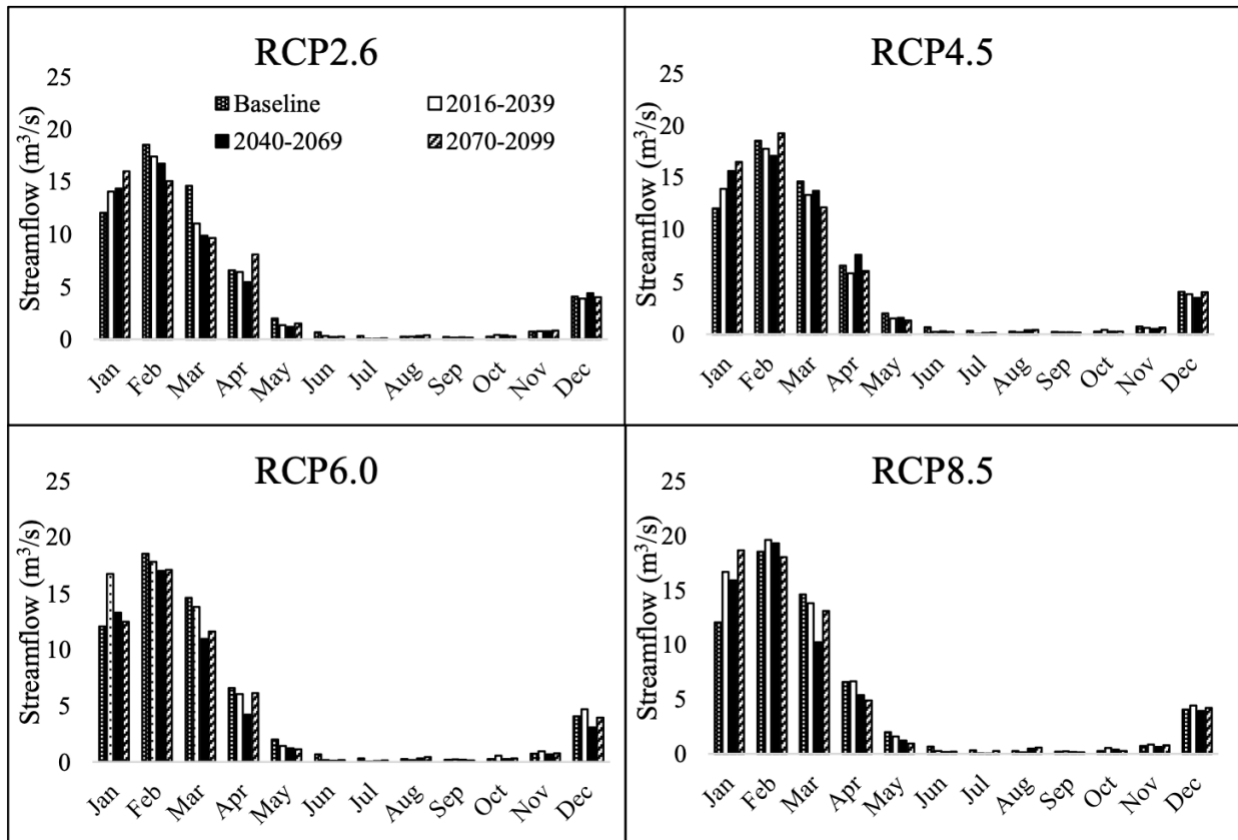 RCP2.6
25
20
15
10
5
0
Streamflow (m³/s)
Baseline 2016-2039
2040-2069 2070-2099
Jan Feb Mar Apr May Jun Jul Aug Sep Oct Nov Dec
RCP4.5
25
20
15
10
5
0
Streamflow (m³/s)
Jan Feb Mar Apr May Jun Jul Aug Sep Oct Nov Dec
RCP6.0
25
20
15
10
5
0
Streamflow (m³/s)
Jan Feb Mar Apr May Jun Jul Aug Sep Oct Nov Dec
RCP8.5
25
20
15
10
5
0
Streamflow (m³/s)
Jan Feb Mar Apr May Jun Jul Aug Sep Oct Nov Dec